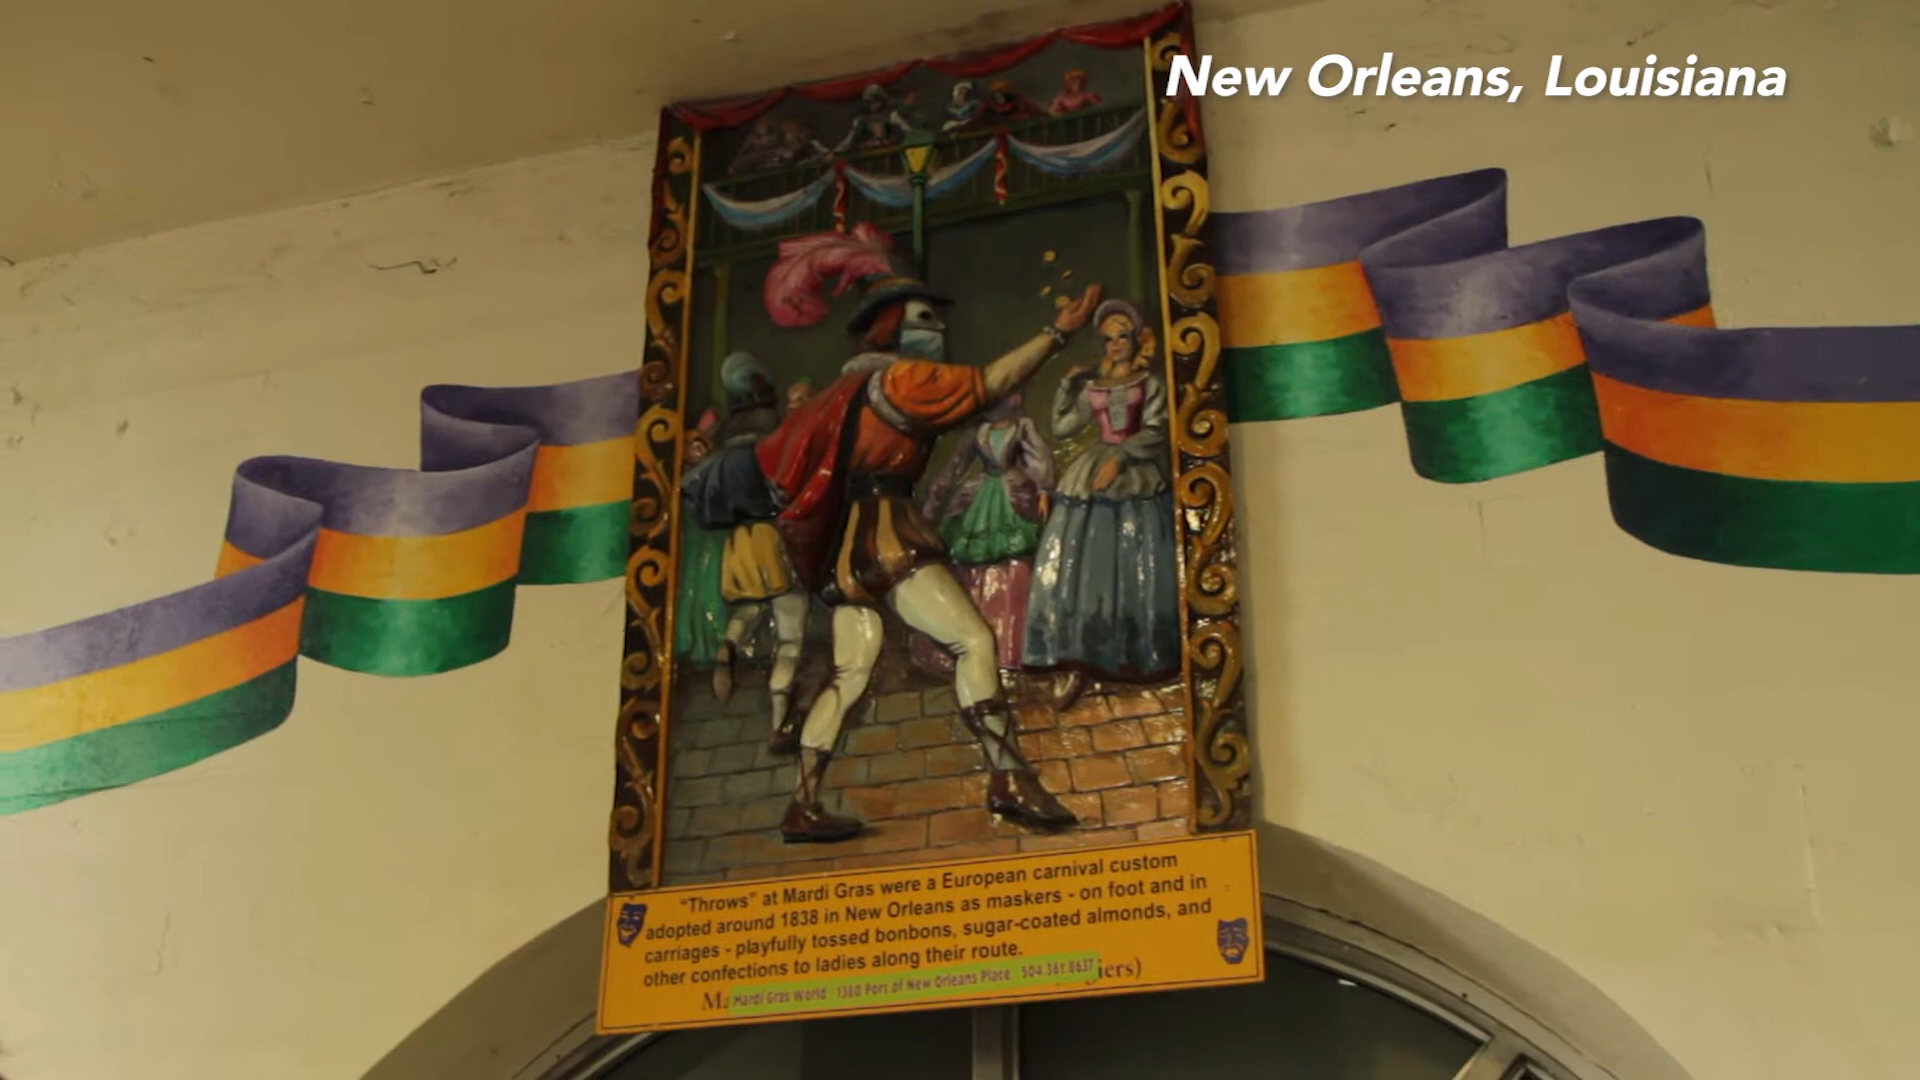 New Orleans, Louisiana
"Throws" at Mardi Gras were a European carnival custom
adopted around 1838 in New Orleans as maskers - on foot and in
carriages - playfully tossed bonbons, sugar-coated almonds, and
other confections to ladies along their route.
Mardi Gras World 1380 Port of New Orleans Place 504.361.8637